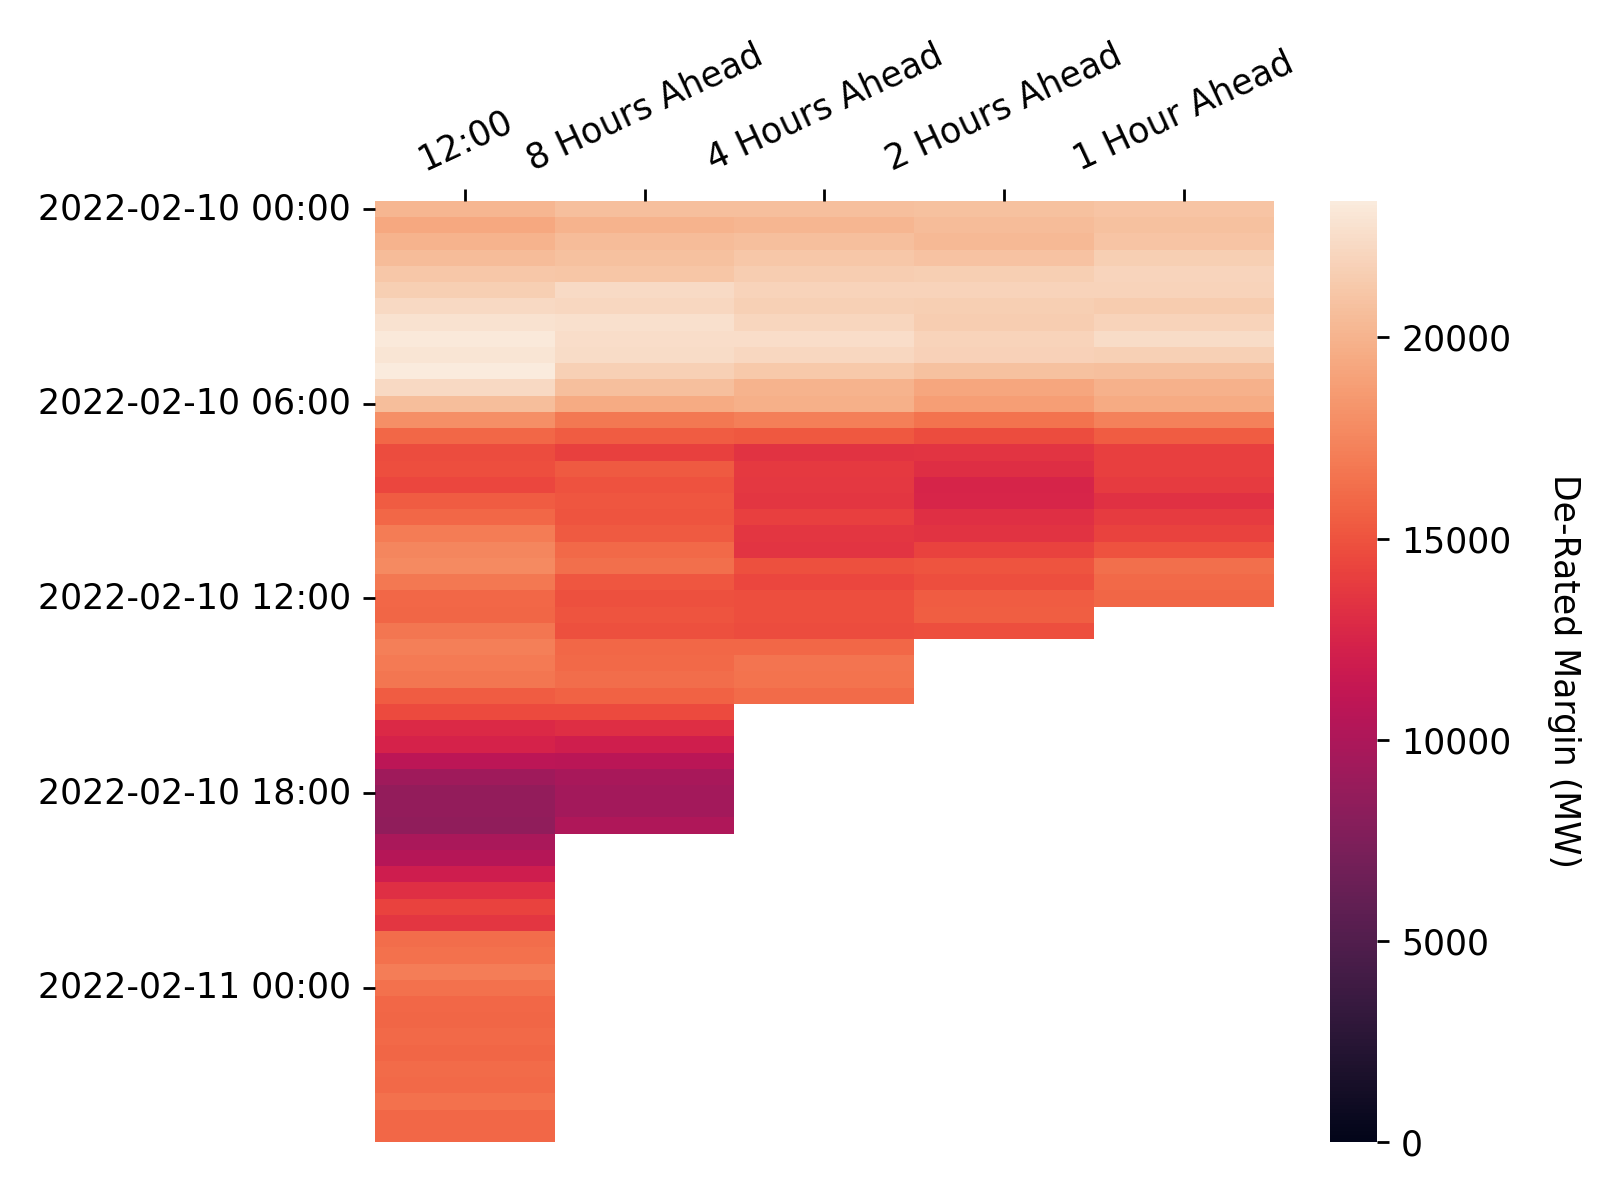 12:00
8 Hours Ahead
4 Hours Ahead
2 Hours Ahead
1 Hour Ahead
2022-02-10 00:00
2022-02-10 06:00
2022-02-10 12:00
2022-02-10 18:00
2022-02-11 00:00
20000
15000
10000
5000
0
De-Rated Margin (MW)